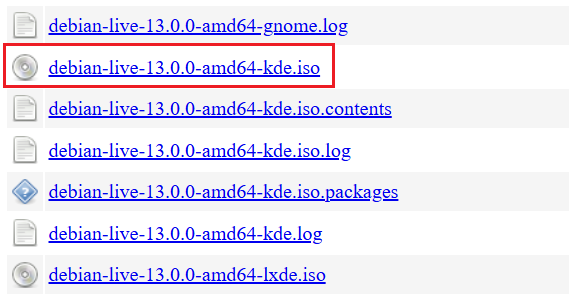 debian-live-13.0.0-amd64-gnome.log
debian-live-13.0.0-amd64-kde.iso
debian-live-13.0.0-amd64-kde.iso.contents
debian-live-13.0.0-amd64-kde.iso.log
debian-live-13.0.0-amd64-kde.iso.packages
debian-live-13.0.0-amd64-kde.log
debian-live-13.0.0-amd64-lxde.iso